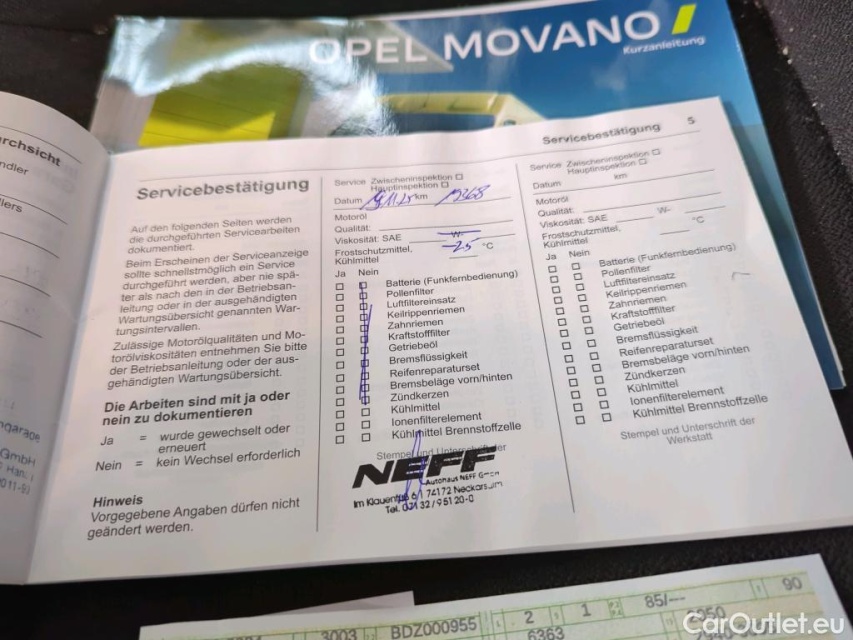 OPEL MOVANO
Kurzanleitung
rchsicht
ndler
lers
ngarage
GmbH
Servicebestätigung
Auf den folgenden Seiten werden
die durchgeführten Servicearbeiten
dokumentiert.
Beim Erscheinen der Serviceanzeige
sollte schnellstmöglich ein Service
durchgeführt werden, aber nie spä-
ter als nach den in der Betriebsan-
leitung oder in der ausgehändigten
Wartungsübersicht genannten War-
tungsintervallen.
Zulässige Motorölqualitäten und Mo-
torölviskositäten entnehmen Sie bitte
der Betriebsanleitung oder der aus-
gehändigten Wartungsübersicht.
Die Arbeiten sind mit ja oder
nein zu dokumentieren
Ja = wurde gewechselt oder
erneuert
Nein = kein Wechsel erforderlich
Hinweis
Vorgegebene Angaben dürfen nicht
geändert werden.
Service Zwischeninspektion
Hauptinspektion
Datum km
Motoröl
Qualität:
Viskosität: SAE W-
Frostschutzmittel, -25 °C
Kühlmittel
Ja Nein
Batterie (Funkfernbedienung)
Pollenfilter
Luftfiltereinsatz
Keilrippenriemen
Zahnriemen
Kraftstofffilter
Getriebeöl
Bremsflüssigkeit
Reifenreparaturset
Bremsbeläge vorn/hinten
Zündkerzen
Kühlmittel
Ionenfilterelement
Kühlmittel Brennstoffzelle
Stempel und Unterschrift der
NEFF
Autohaus NEFF GmbH
Im Klauenfuß 6 / 74172 Neckarsulm
Tel. 07132/95120-0
Servicebestätigung 5
Service Zwischeninspektion
Hauptinspektion
Datum km
Motoröl
Qualität:
Viskosität: SAE W-
Frostschutzmittel, °C
Kühlmittel
Ja Nein
Batterie (Funkfernbedienung)
Pollenfilter
Luftfiltereinsatz
Keilrippenriemen
Zahnriemen
Kraftstofffilter
Getriebeöl
Bremsflüssigkeit
Reifenreparaturset
Bremsbeläge vorn/hinten
Zündkerzen
Kühlmittel
Ionenfilterelement
Kühlmittel Brennstoffzelle
Stempel und Unterschrift der
Werkstatt
3003 BDZ000955 2 1 85/--- 90
6363
CarOutlet.eu